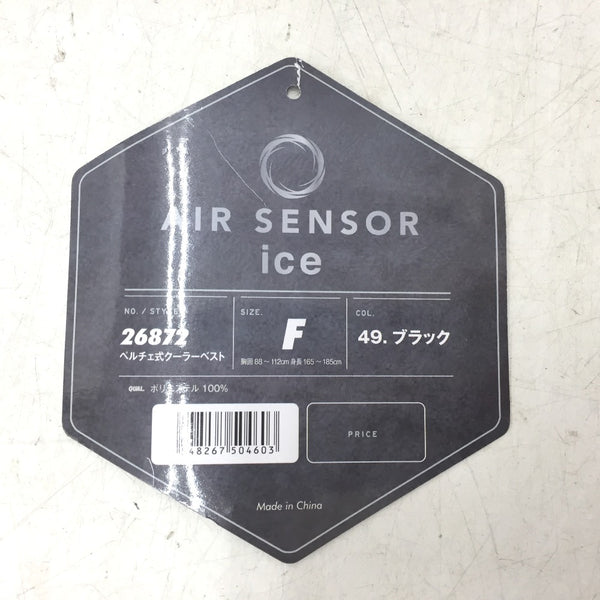 AIR SENSOR
ice
NO. / STYLE
26872
ペルチェ式クーラーベスト
SIZE.
F
胸囲 88～112cm 身長 165～185cm
COL.
49. ブラック
QUAL. ポリエステル 100%
48267504603
PRICE
Made in China